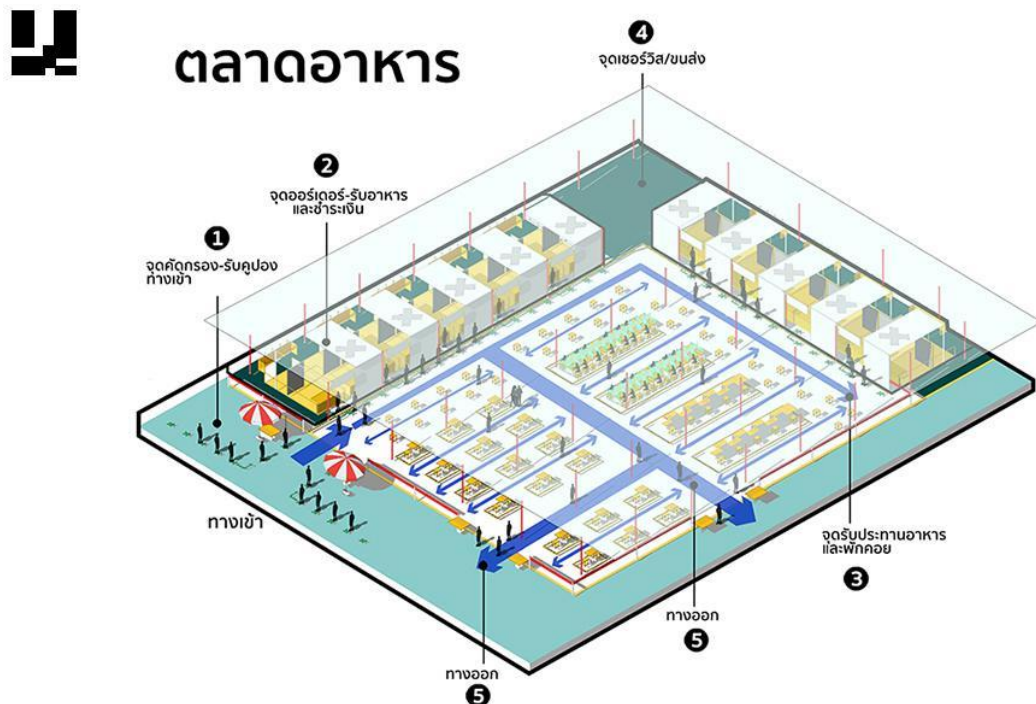 ตลาดอาหาร
4
จุดเซอร์วิส/ขนส่ง
2
จุดออร์เดอร์-รับอาหาร
และชำระเงิน
1
จุดคัดกรอง-รับคูปอง
ทางเข้า
ทางเข้า
จุดรับประทานอาหาร
และพักคอย
3
ทางออก
5
ทางออก
5